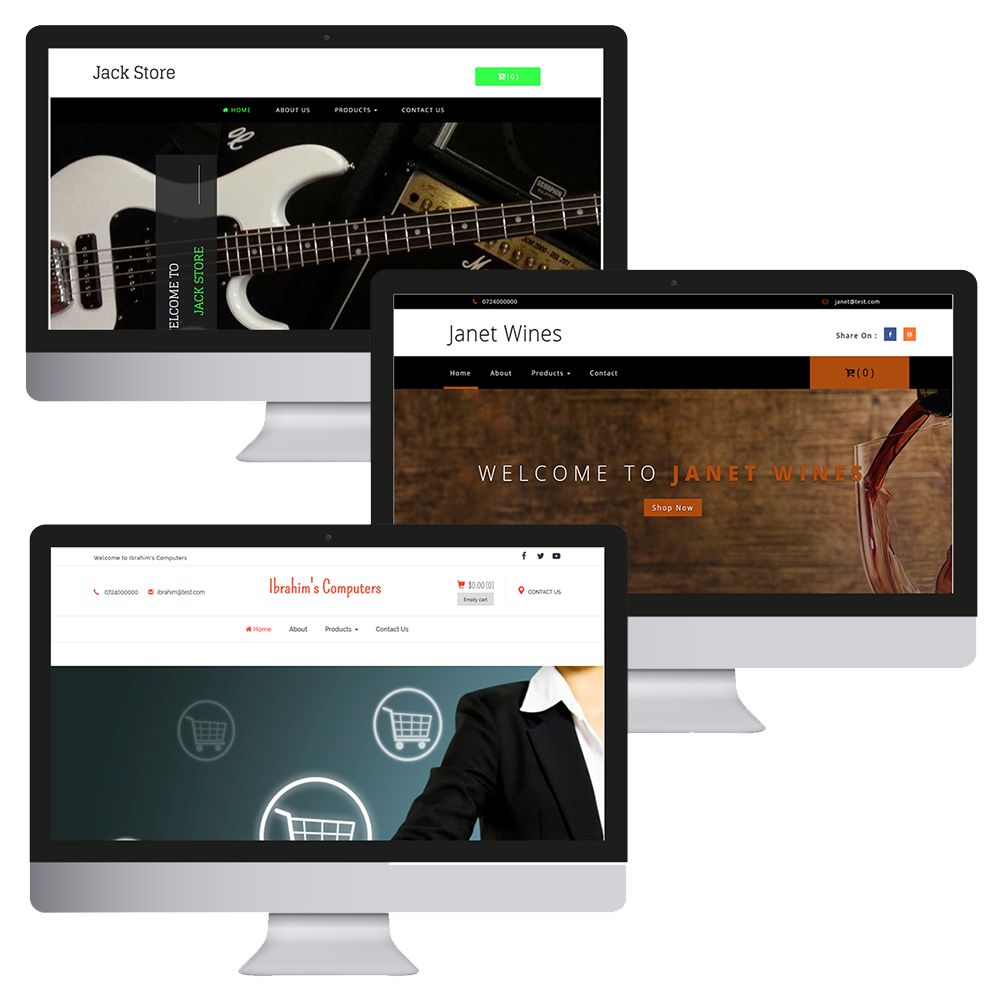 Jack Store
( 0 )
HOME ABOUT US PRODUCTS CONTACT US
SCORPION
WELCOME TO
JACK STORE
0724000000 janet@test.com
Janet Wines
Share On :
Home About Products Contact
( 0 )
WELCOME TO JANET WINES
Shop Now
Welcome to Ibrahim's Computers
0724000000 ibrahim@test.com
Ibrahim's Computers
$0.00 (0)
Empty cart
CONTACT US
Home About Products Contact Us